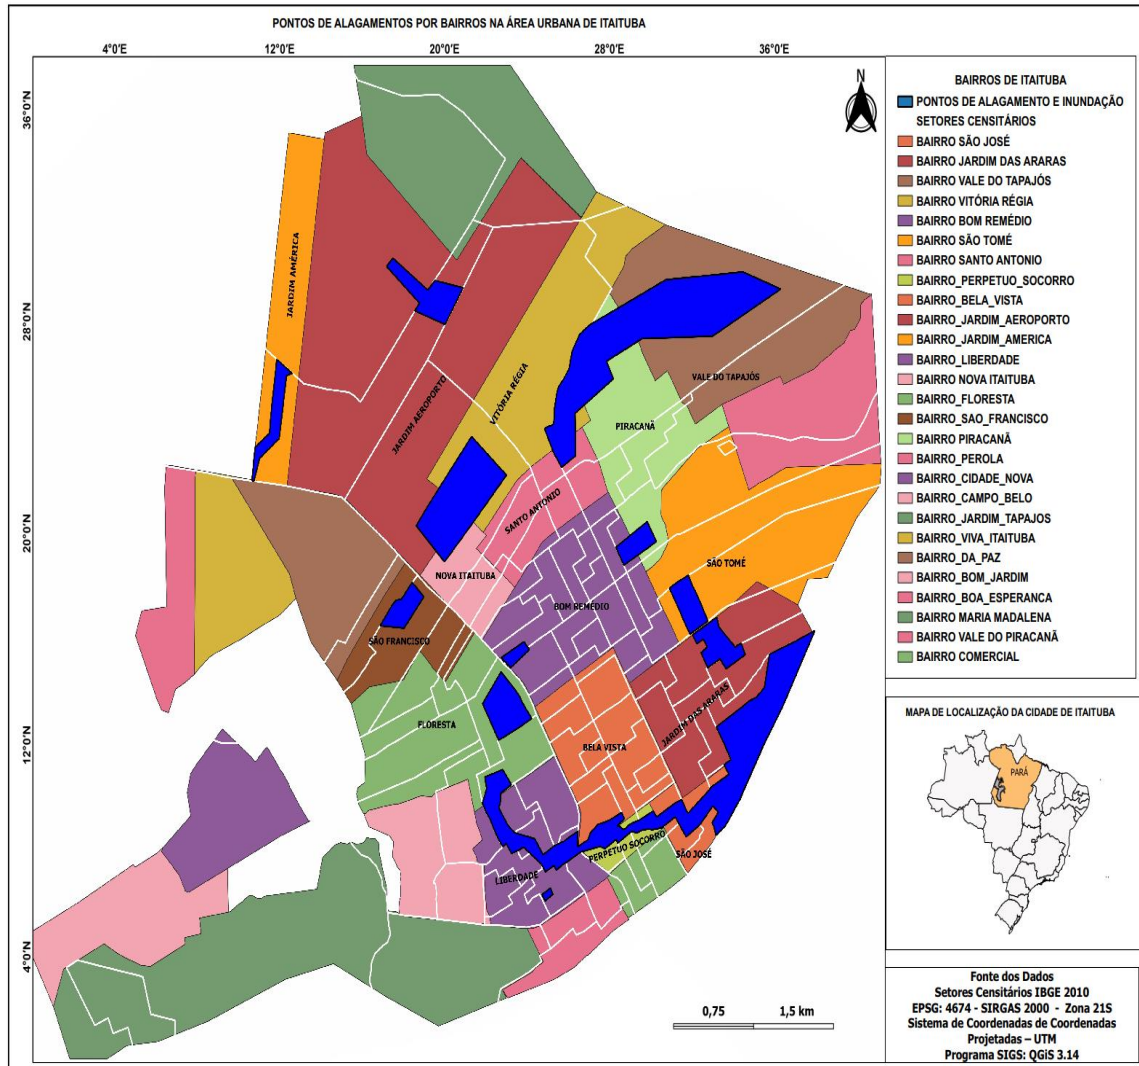 PONTOS DE ALAGAMENTOS POR BAIRROS NA ÁREA URBANA DE ITAITUBA
4°0'E
12°0'E
20°0'E
28°0'E
36°0'E
36°0'N
28°0'N
20°0'N
12°0'N
4°0'N
N
JARDIM AMÉRICA
JARDIM AEROPORTO
VITÓRIA RÉGIA
VALE DO TAPAJÓS
PIRACANÃ
SANTO ANTONIO
NOVA ITAITUBA
SÃO TOMÉ
BOM REMÉDIO
SÃO FRANCISCO
FLORESTA
BELA VISTA
JARDIM DAS ARARAS
PERPETUO SOCORRO
SÃO JOSÉ
LIBERDADE
0,75
1,5 km
BAIRROS DE ITAITUBA
PONTOS DE ALAGAMENTO E INUNDAÇÃO
SETORES CENSITÁRIOS
BAIRRO SÃO JOSÉ
BAIRRO JARDIM DAS ARARAS
BAIRRO VALE DO TAPAJÓS
BAIRRO VITÓRIA RÉGIA
BAIRRO BOM REMÉDIO
BAIRRO SÃO TOMÉ
BAIRRO SANTO ANTONIO
BAIRRO_PERPETUO_SOCORRO
BAIRRO_BELA_VISTA
BAIRRO_JARDIM_AEROPORTO
BAIRRO_JARDIM_AMERICA
BAIRRO_LIBERDADE
BAIRRO NOVA ITAITUBA
BAIRRO_FLORESTA
BAIRRO_SAO_FRANCISCO
BAIRRO PIRACANÃ
BAIRRO_PEROLA
BAIRRO_CIDADE_NOVA
BAIRRO_CAMPO_BELO
BAIRRO_JARDIM_TAPAJOS
BAIRRO_VIVA_ITAITUBA
BAIRRO_DA_PAZ
BAIRRO_BOM_JARDIM
BAIRRO_BOA_ESPERANCA
BAIRRO MARIA MADALENA
BAIRRO VALE DO PIRACANÃ
BAIRRO COMERCIAL
MAPA DE LOCALIZAÇÃO DA CIDADE DE ITAITUBA
PARÁ
Fonte dos Dados
Setores Censitários IBGE 2010
EPSG: 4674 - SIRGAS 2000 - Zona 21S
Sistema de Coordenadas de Coordenadas
Projetadas – UTM
Programa SIGS: QGiS 3.14